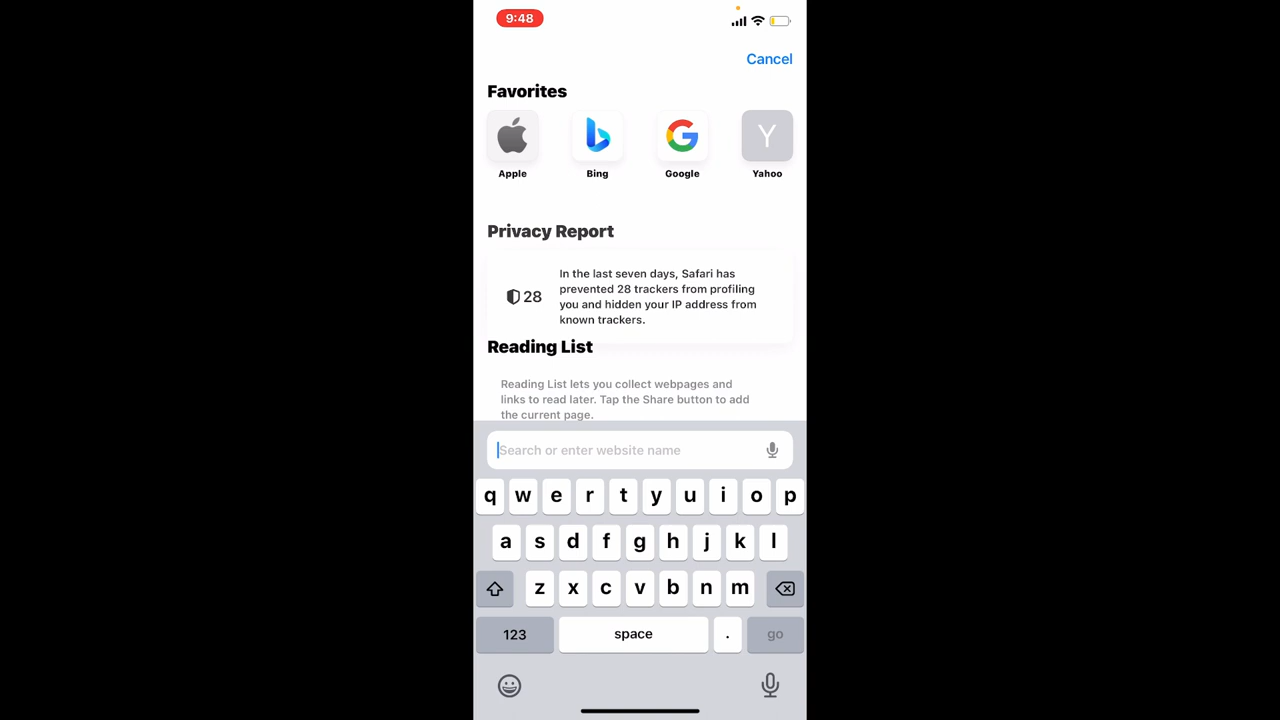 9:48
Cancel
Favorites
Y
Apple Bing Google Yahoo
Privacy Report
28
In the last seven days, Safari has
prevented 28 trackers from profiling
you and hidden your IP address from
known trackers.
Reading List
Reading List lets you collect webpages and
links to read later. Tap the Share button to add
the current page.
Search or enter website name
q w e r t y u i o p
a s d f g h j k l
z x c v b n m
123 space . go